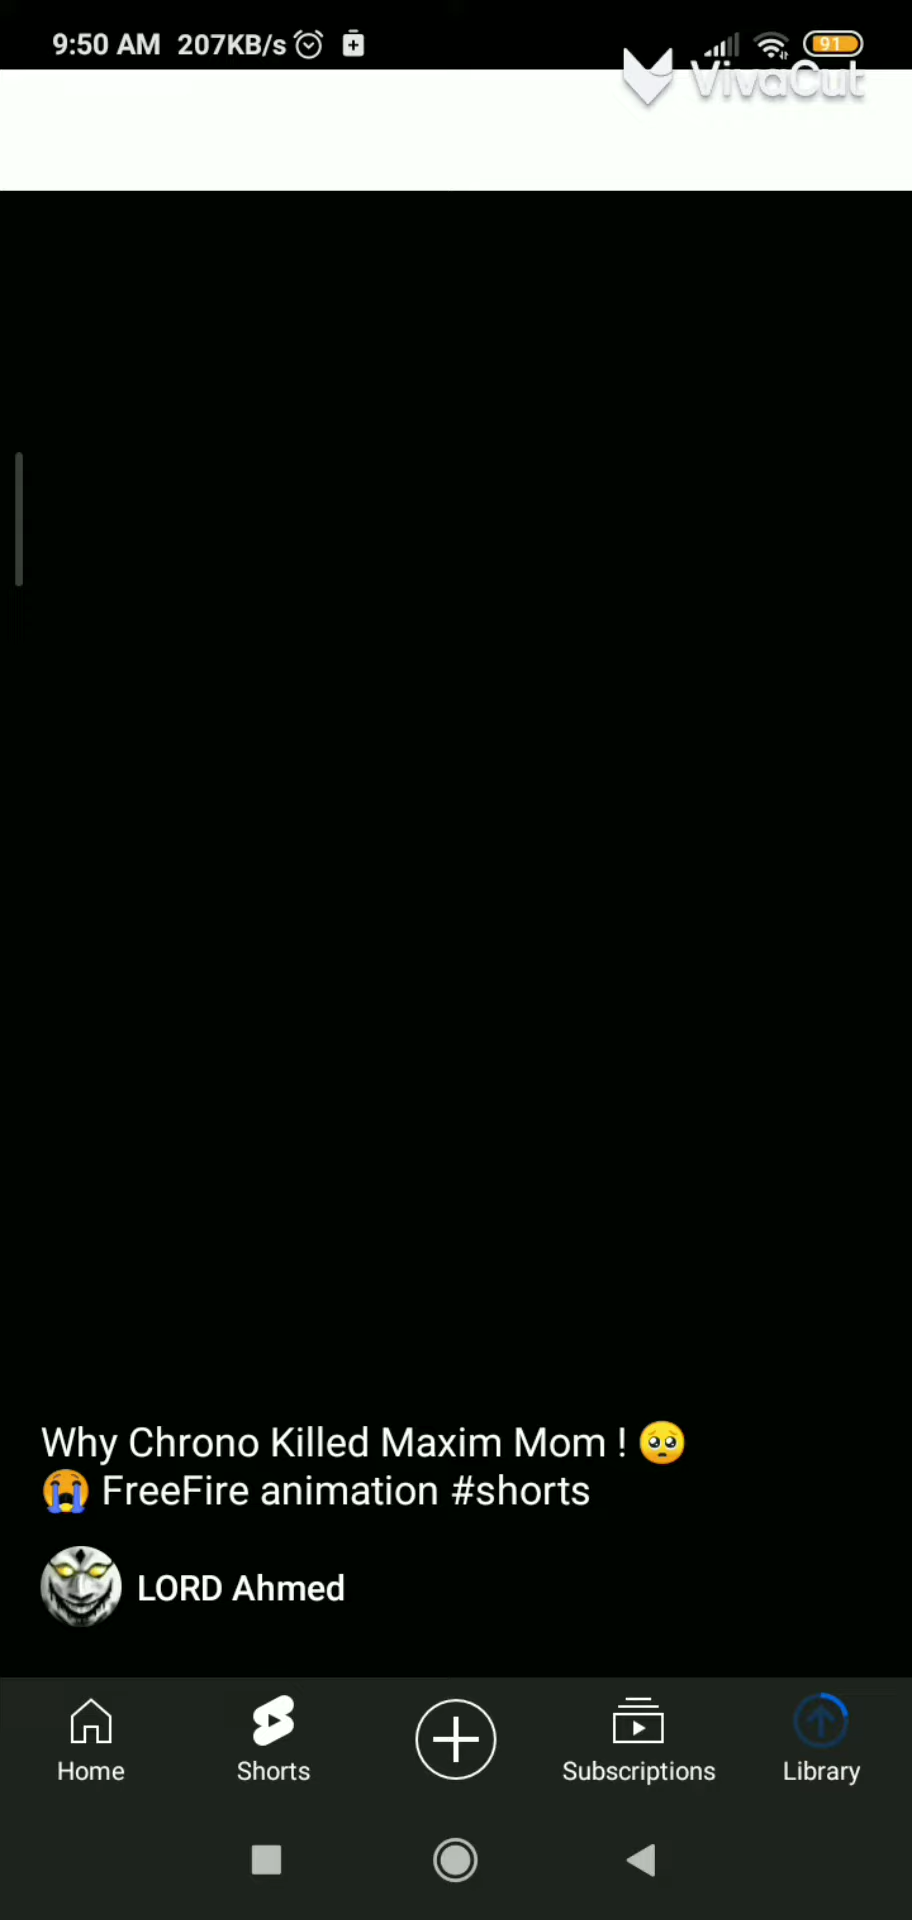 9:50 AM 207KB/s
91
VivaCut
Why Chrono Killed Maxim Mom ! 🥺
😭 FreeFire animation #shorts
LORD Ahmed
Home Shorts Subscriptions Library